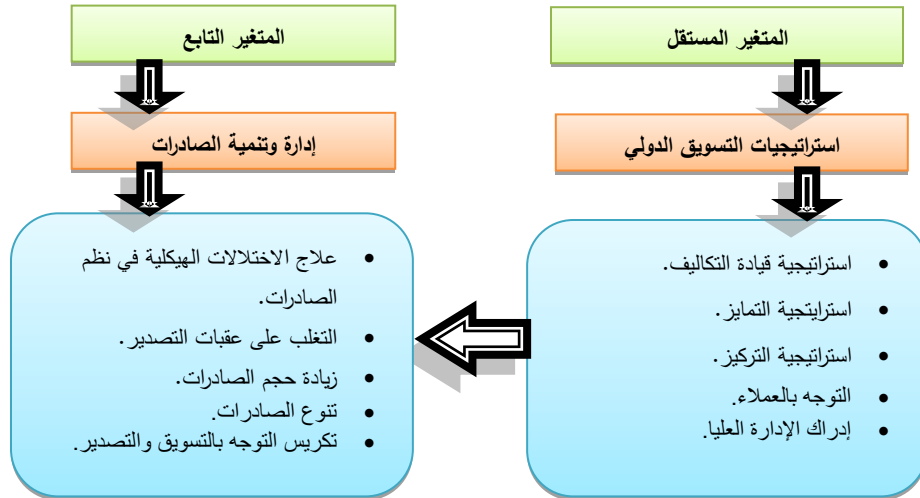 المتغير المستقل
استراتيجيات التسويق الدولي
استراتيجية قيادة التكاليف.
استرايتجية التمايز.
استراتيجية التركيز.
التوجه بالعملاء.
إدراك الإدارة العليا.
المتغير التابع
إدارة وتنمية الصادرات
علاج الاختلالات الهيكلية في نظم
الصادرات.
التغلب على عقبات التصدير.
زيادة حجم الصادرات.
تنوع الصادرات.
تكريس التوجه بالتسويق والتصدير.